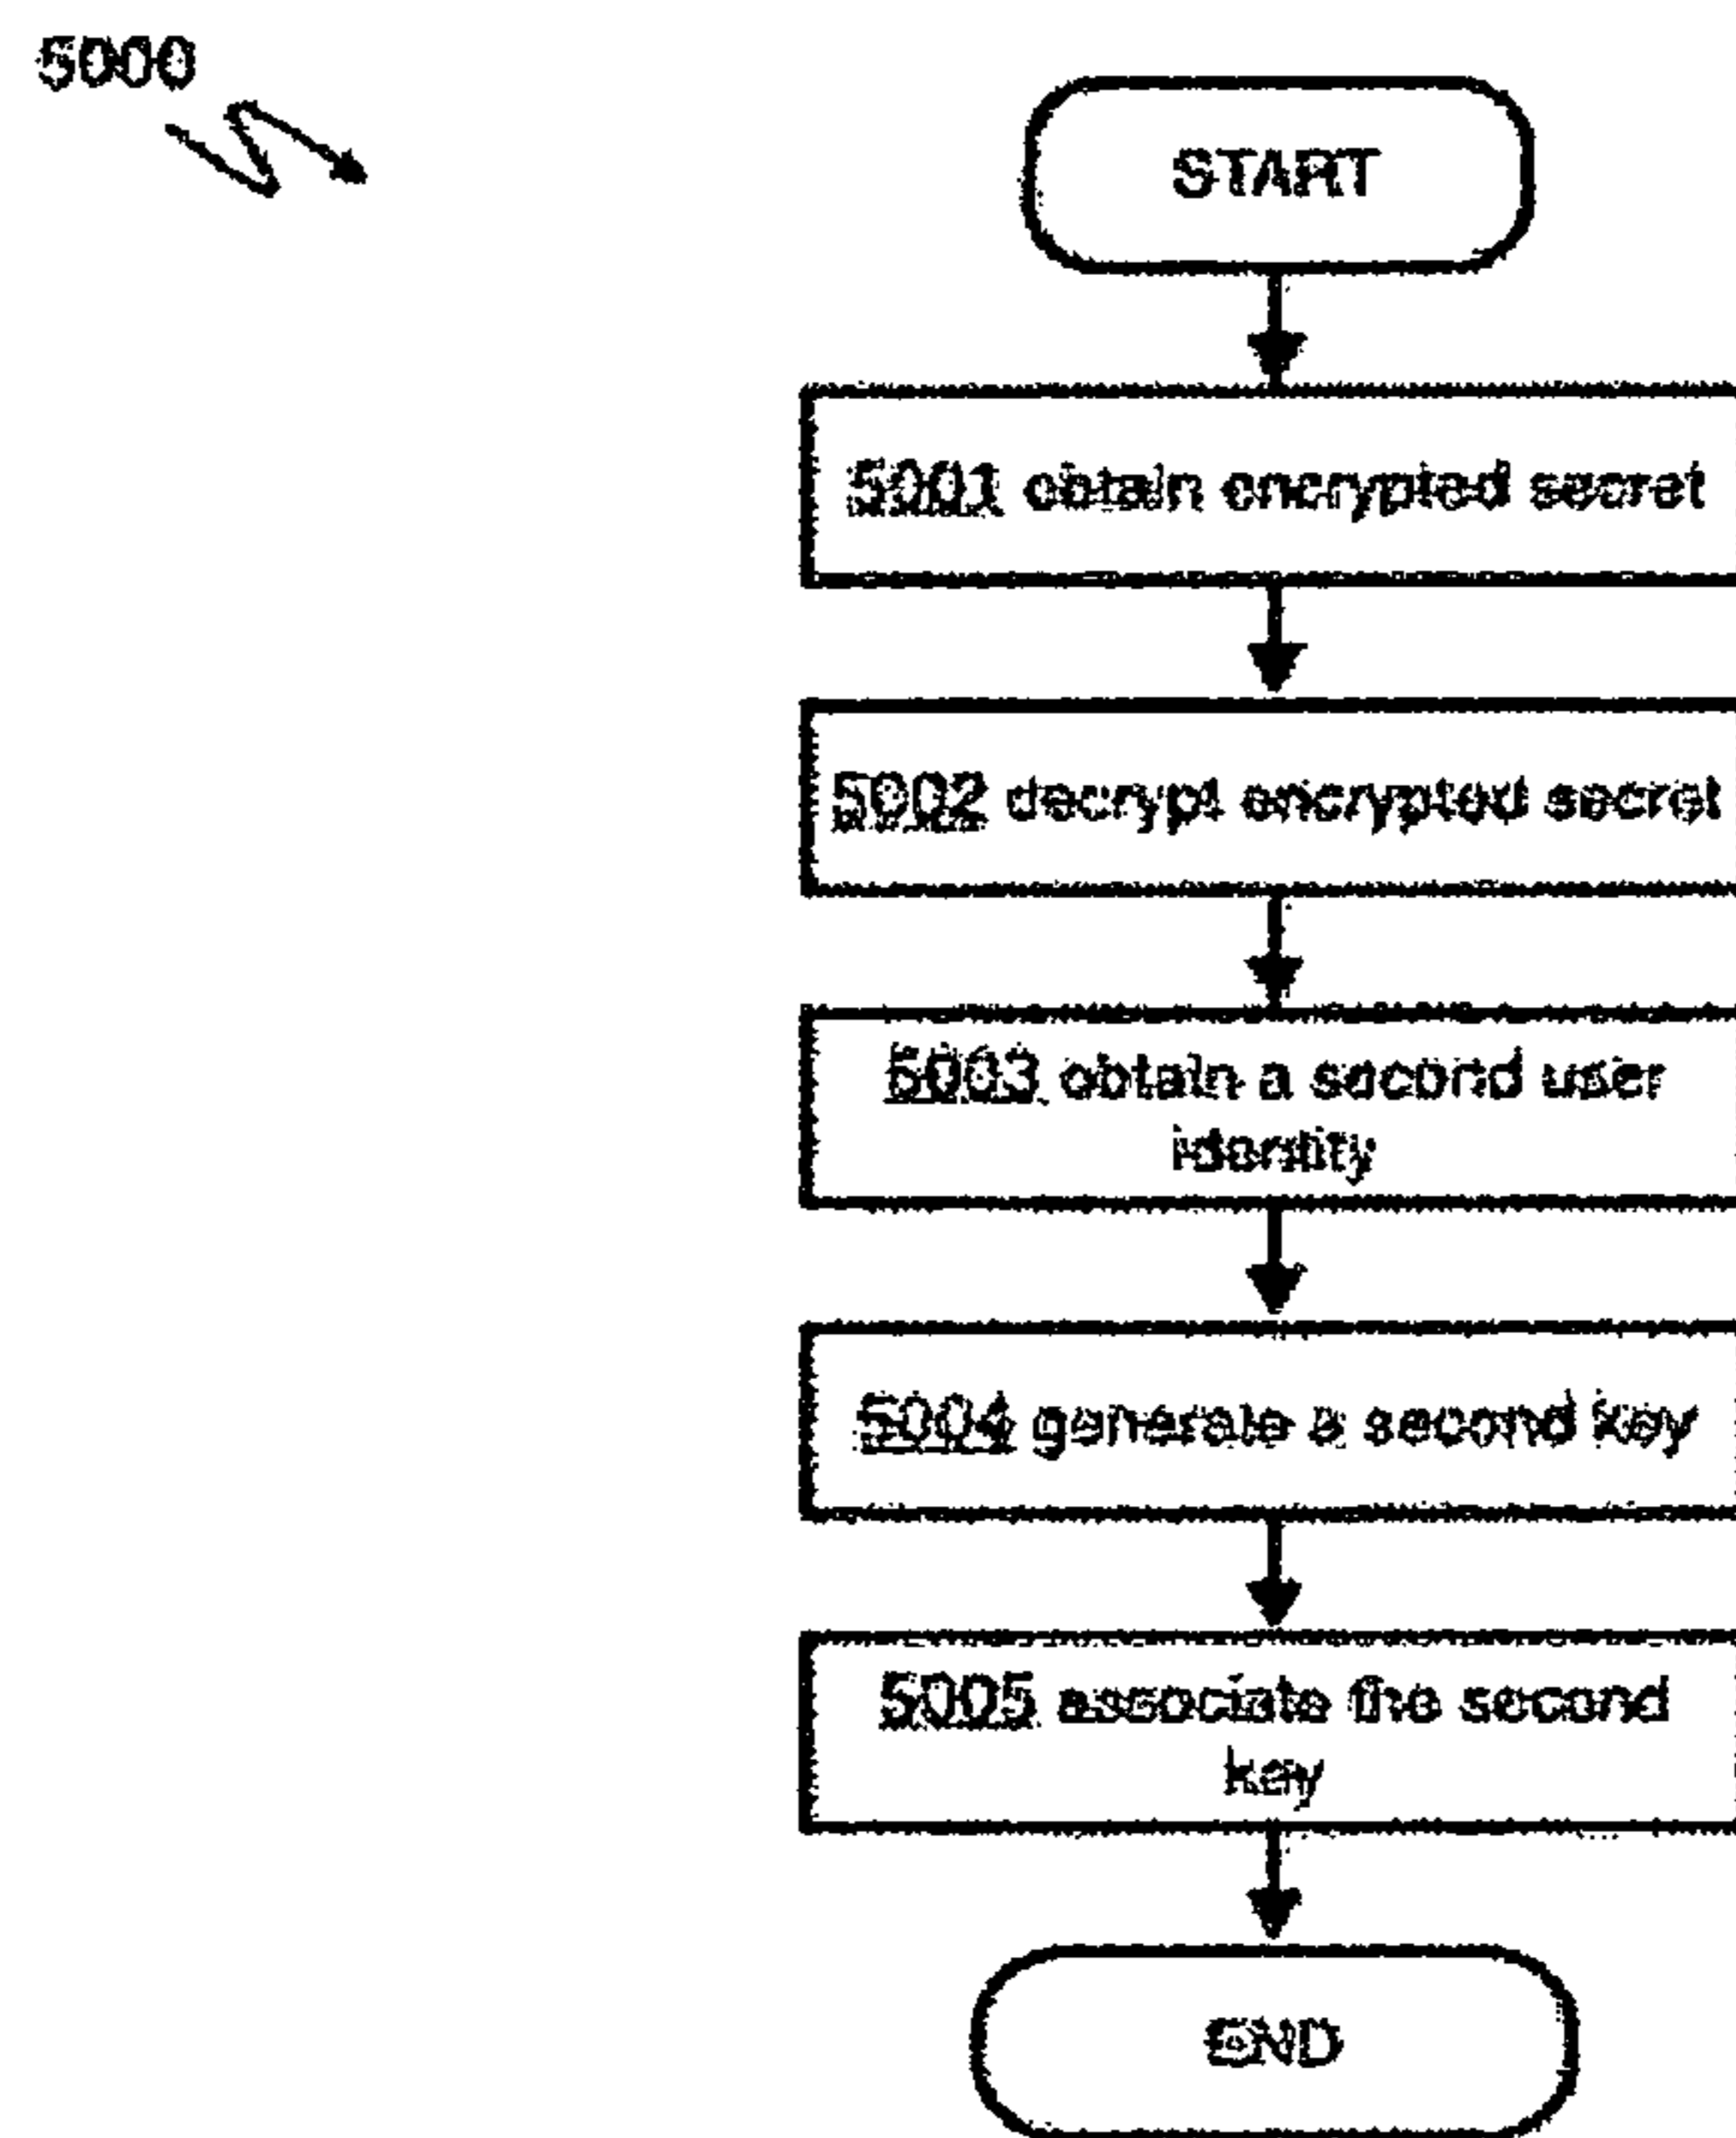 5000
START
5001 obtain encrypted secret
5002 decrypt encrypted secret
5003 obtain a second user
identity
5004 generate a second key
5005 associate the second
key
END